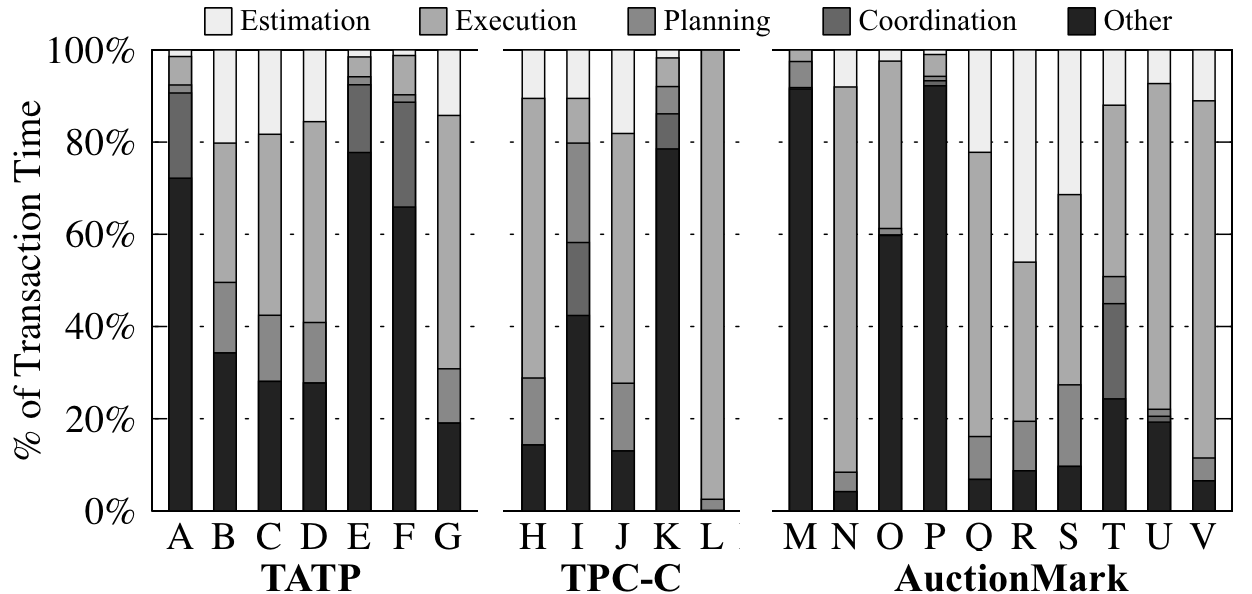 Estimation Execution Planning Coordination Other
% of Transaction Time
100%
80%
60%
40%
20%
0%
A B C D E F G H I J K L M N O P Q R S T U V
TATP TPC-C AuctionMark